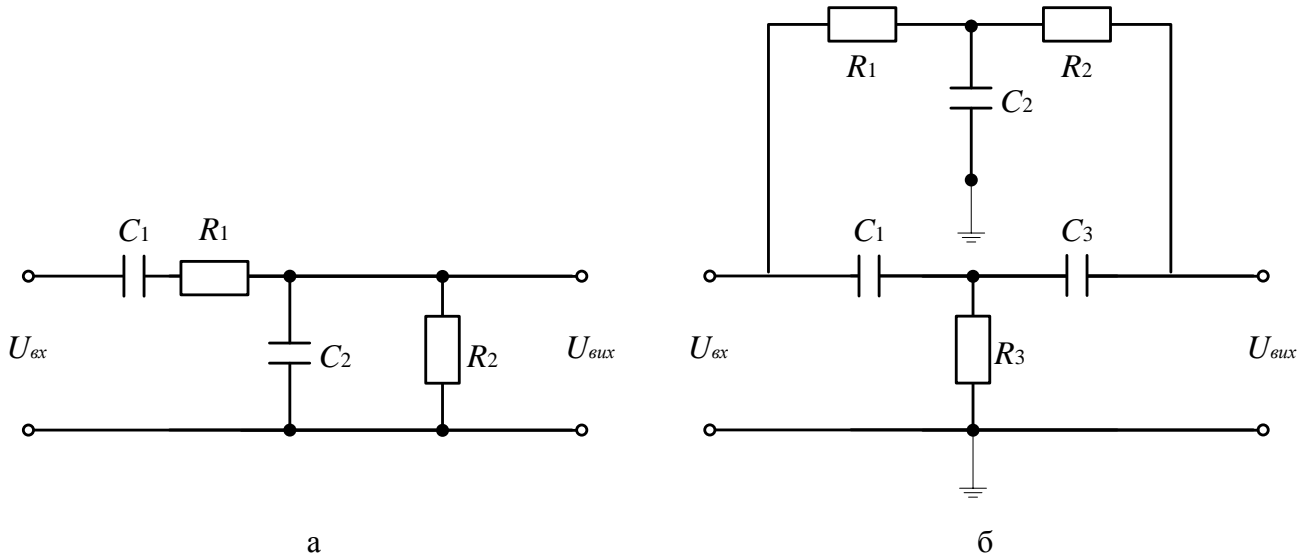 R1 R2
C2
C1 R1 C1 C3
Uвх C2 R2 Uвих Uвх R3 Uвих
а б